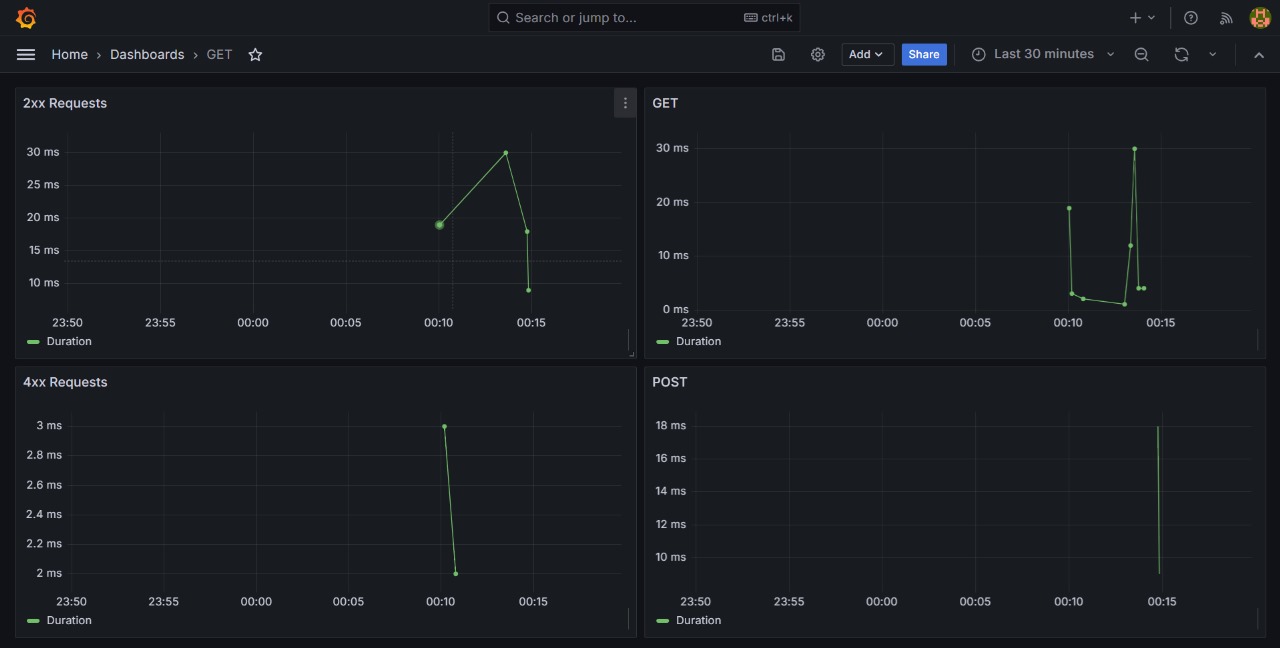 Search or jump to... ctrl+k
Home › Dashboards › GET
Add Share Last 30 minutes
2xx Requests
30 ms
25 ms
20 ms
15 ms
10 ms
23:50 23:55 00:00 00:05 00:10 00:15
Duration
GET
30 ms
20 ms
10 ms
0 ms
23:50 23:55 00:00 00:05 00:10 00:15
Duration
4xx Requests
3 ms
2.8 ms
2.6 ms
2.4 ms
2.2 ms
2 ms
23:50 23:55 00:00 00:05 00:10 00:15
Duration
POST
18 ms
16 ms
14 ms
12 ms
10 ms
23:50 23:55 00:00 00:05 00:10 00:15
Duration